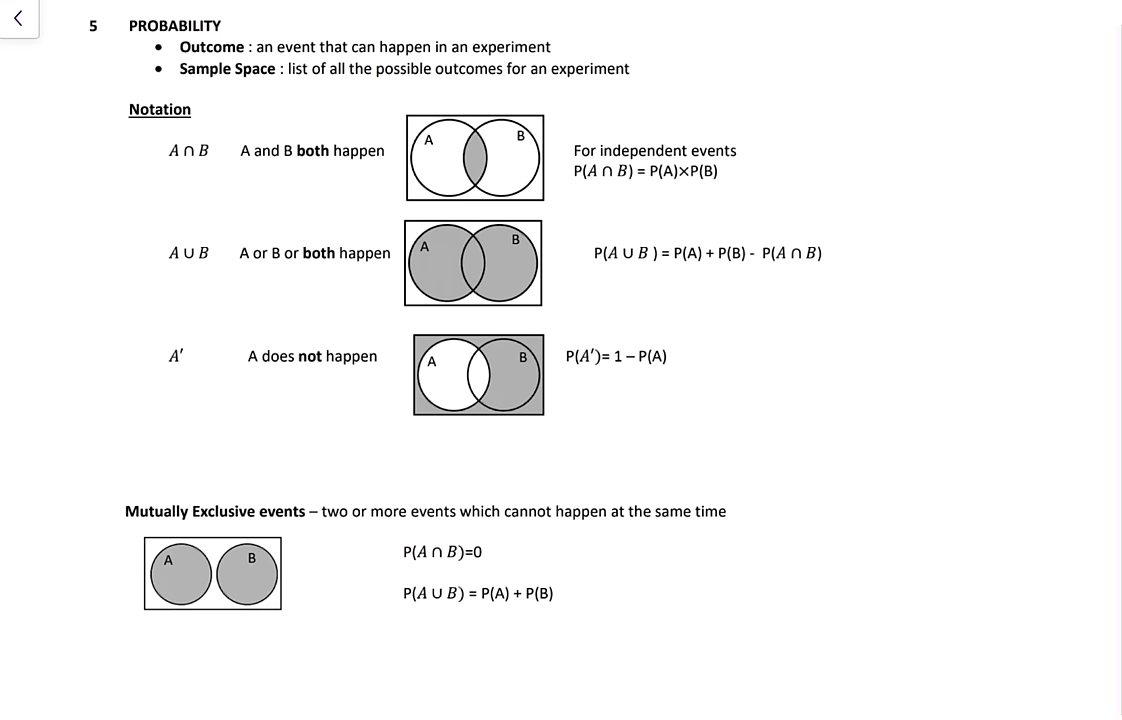 5 PROBABILITY
• Outcome : an event that can happen in an experiment
• Sample Space : list of all the possible outcomes for an experiment
Notation
A ∩ B A and B both happen
A B
For independent events
P(A ∩ B) = P(A)×P(B)
A ∪ B A or B or both happen
A B
P(A ∪ B ) = P(A) + P(B) - P(A ∩ B)
A′ A does not happen
A B
P(A′)= 1 – P(A)
Mutually Exclusive events – two or more events which cannot happen at the same time
A B
P(A ∩ B)=0
P(A ∪ B) = P(A) + P(B)